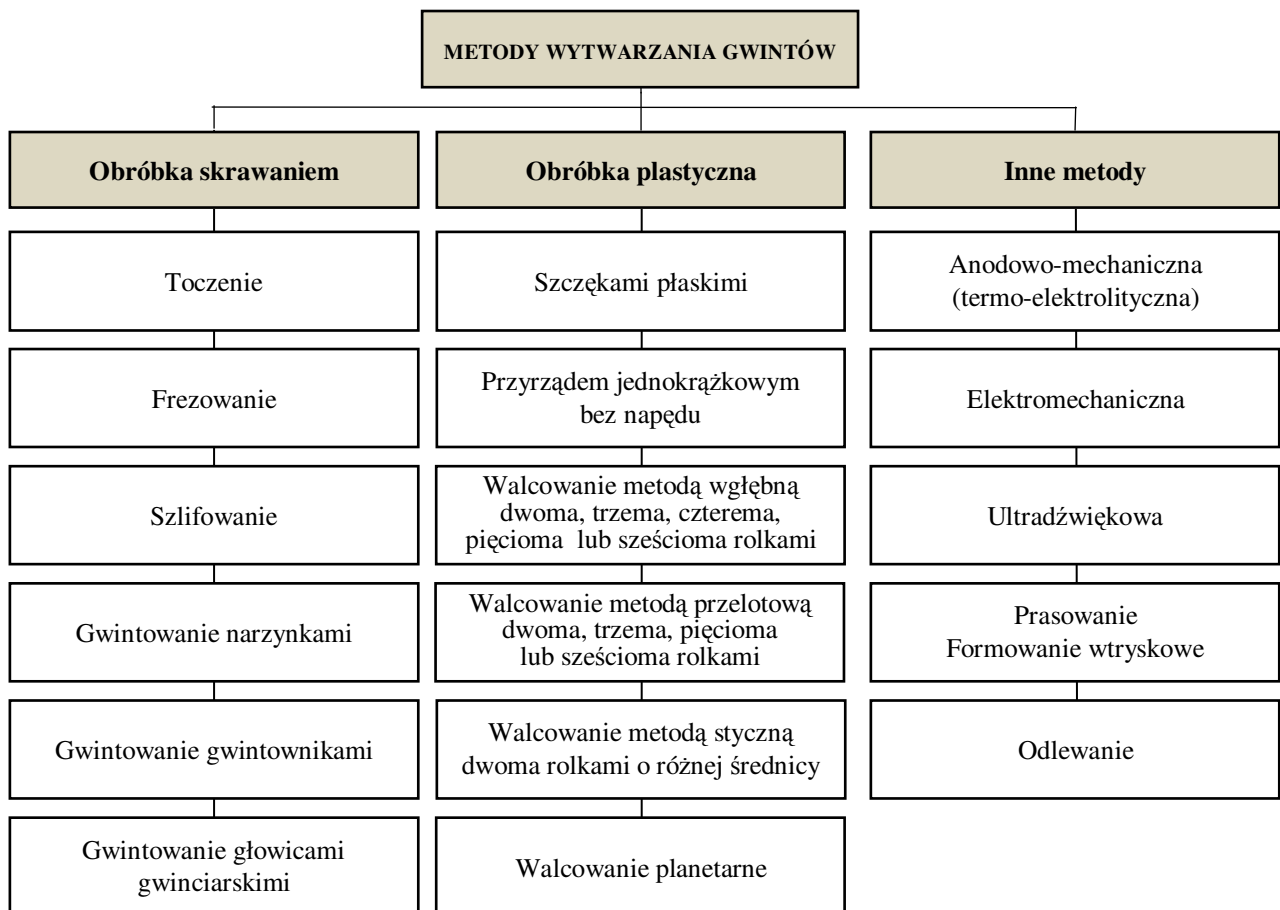 METODY WYTWARZANIA GWINTÓW
Obróbka skrawaniem
Toczenie
Frezowanie
Szlifowanie
Gwintowanie narzynkami
Gwintowanie gwintownikami
Gwintowanie głowicami
gwinciarskimi
Obróbka plastyczna
Szczękami płaskimi
Przyrządem jednokrążkowym
bez napędu
Walcowanie metodą wgłębną
dwoma, trzema, czterema,
pięcioma lub sześcioma rolkami
Walcowanie metodą przelotową
dwoma, trzema, pięcioma
lub sześcioma rolkami
Walcowanie metodą styczną
dwoma rolkami o różnej średnicy
Walcowanie planetarne
Inne metody
Anodowo-mechaniczna
(termo-elektrolityczna)
Elektromechaniczna
Ultradźwiękowa
Prasowanie
Formowanie wtryskowe
Odlewanie